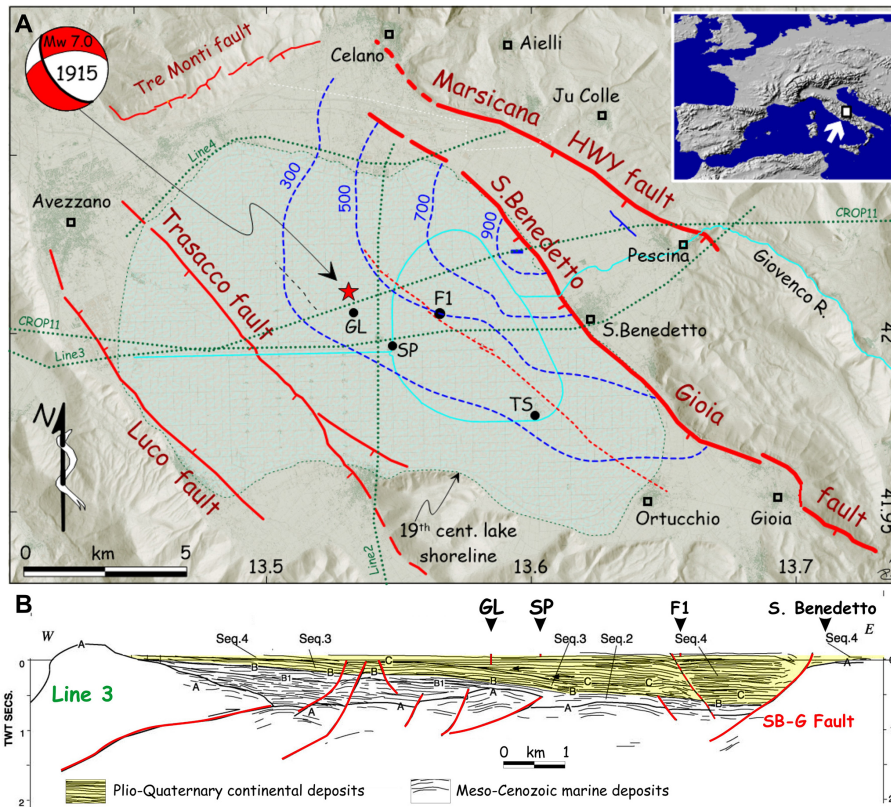 A
Mw 7.0
1915
Tre Monti fault
Celano
Aielli
Marsicana
HWY fault
Ju Colle
Line4
300
500
700
900
Avezzano
Trasacco fault
S.Benedetto
Gioia
fault
CROP11
Pescina
Giovenco R.
GL
F1
SP
S.Benedetto
42
CROP11
Line3
TS
N
Luco fault
19th cent. lake
shoreline
Ortucchio
Gioia
41.95
0 km 5
13.5
Line2
13.6
13.7
B
GL
SP
F1
S. Benedetto
W
E
A
Seq.4
Seq.3
Seq.3
Seq.2
Seq.4
Seq.4
A
0
0
B
B
B
C
C
B1
B1
B
A
A
B
C
C
C
B
B
A
A
A
Line 3
TWT SECS.
1
1
SB-G Fault
0 km 1
2
2
Plio-Quaternary continental deposits
Meso-Cenozoic marine deposits